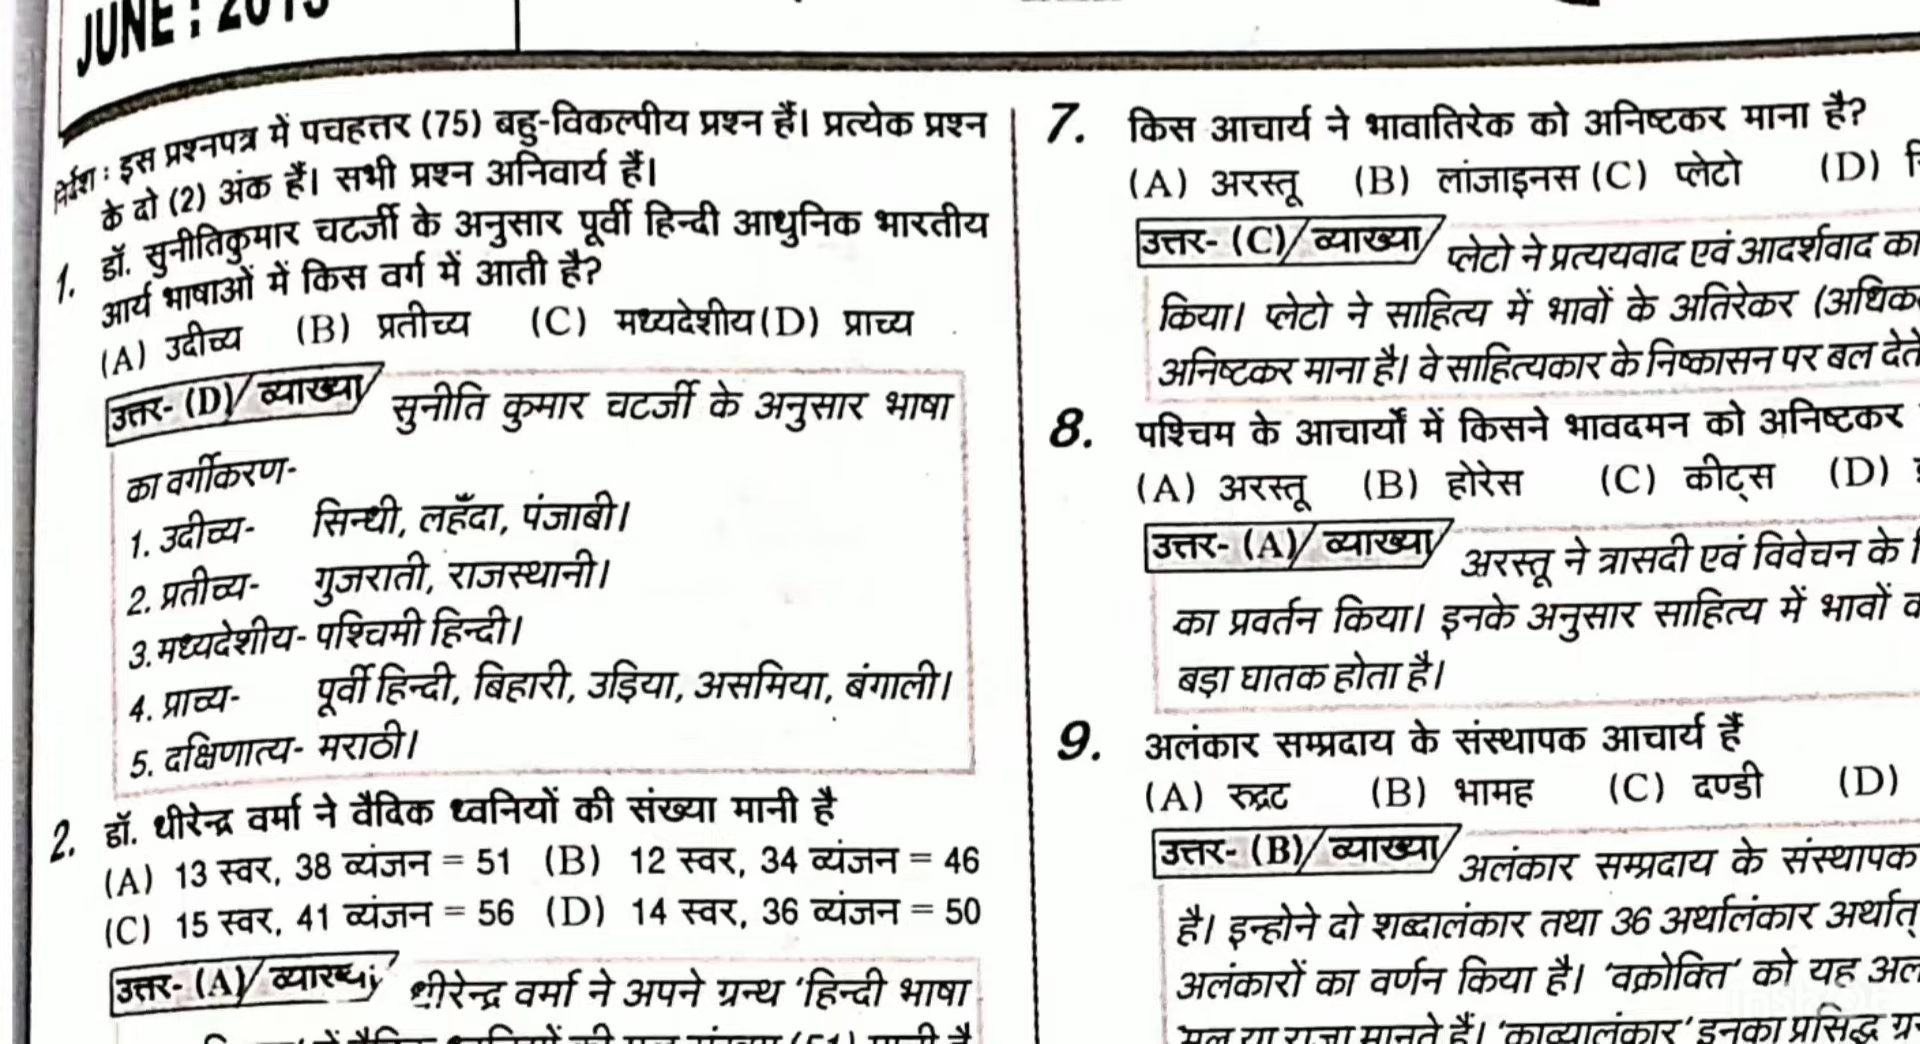 JUNE : 2015
निर्देश : इस प्रश्नपत्र में पचहत्तर (75) बहु-विकल्पीय प्रश्न हैं। प्रत्येक प्रश्न
के दो (2) अंक हैं। सभी प्रश्न अनिवार्य हैं।
1. डॉ. सुनीतिकुमार चटर्जी के अनुसार पूर्वी हिन्दी आधुनिक भारतीय
आर्य भाषाओं में किस वर्ग में आती है?
(A) उदीच्य (B) प्रतीच्य (C) मध्यदेशीय (D) प्राच्य
उत्तर- (D)/ व्याख्या/ सुनीति कुमार चटर्जी के अनुसार भाषा
का वर्गीकरण-
1. उदीच्य- सिन्धी, लहँदा, पंजाबी।
2. प्रतीच्य- गुजराती, राजस्थानी।
3. मध्यदेशीय- पश्चिमी हिन्दी।
4. प्राच्य- पूर्वी हिन्दी, बिहारी, उड़िया, असमिया, बंगाली।
5. दक्षिणात्य- मराठी।
2. डॉ. धीरेन्द्र वर्मा ने वैदिक ध्वनियों की संख्या मानी है
(A) 13 स्वर, 38 व्यंजन = 51 (B) 12 स्वर, 34 व्यंजन = 46
(C) 15 स्वर, 41 व्यंजन = 56 (D) 14 स्वर, 36 व्यंजन = 50
उत्तर- (A)/ व्याख्या/ धीरेन्द्र वर्मा ने अपने ग्रन्थ 'हिन्दी भाषा
7. किस आचार्य ने भावातिरेक को अनिष्टकर माना है?
(A) अरस्तू (B) लांजाइनस (C) प्लेटो (D)
उत्तर- (C)/ व्याख्या/ प्लेटो ने प्रत्ययवाद एवं आदर्शवाद का
किया। प्लेटो ने साहित्य में भावों के अतिरेकर (अधिक
अनिष्टकर माना है। वे साहित्यकार के निष्कासन पर बल देते
8. पश्चिम के आचार्यों में किसने भावदमन को अनिष्टकर
(A) अरस्तू (B) होरेस (C) कीट्स (D)
उत्तर- (A)/ व्याख्या/ अरस्तू ने त्रासदी एवं विवेचन के
का प्रवर्तन किया। इनके अनुसार साहित्य में भावों
बड़ा घातक होता है।
9. अलंकार सम्प्रदाय के संस्थापक आचार्य हैं
(A) रुद्रट (B) भामह (C) दण्डी (D)
उत्तर- (B)/ व्याख्या/ अलंकार सम्प्रदाय के संस्थापक
है। इन्होने दो शब्दालंकार तथा 36 अर्थालंकार अर्थात्
अलंकारों का वर्णन किया है। 'वक्रोक्ति' को यह
मानते हैं। 'काव्यालंकार' इनका प्रसिद्ध